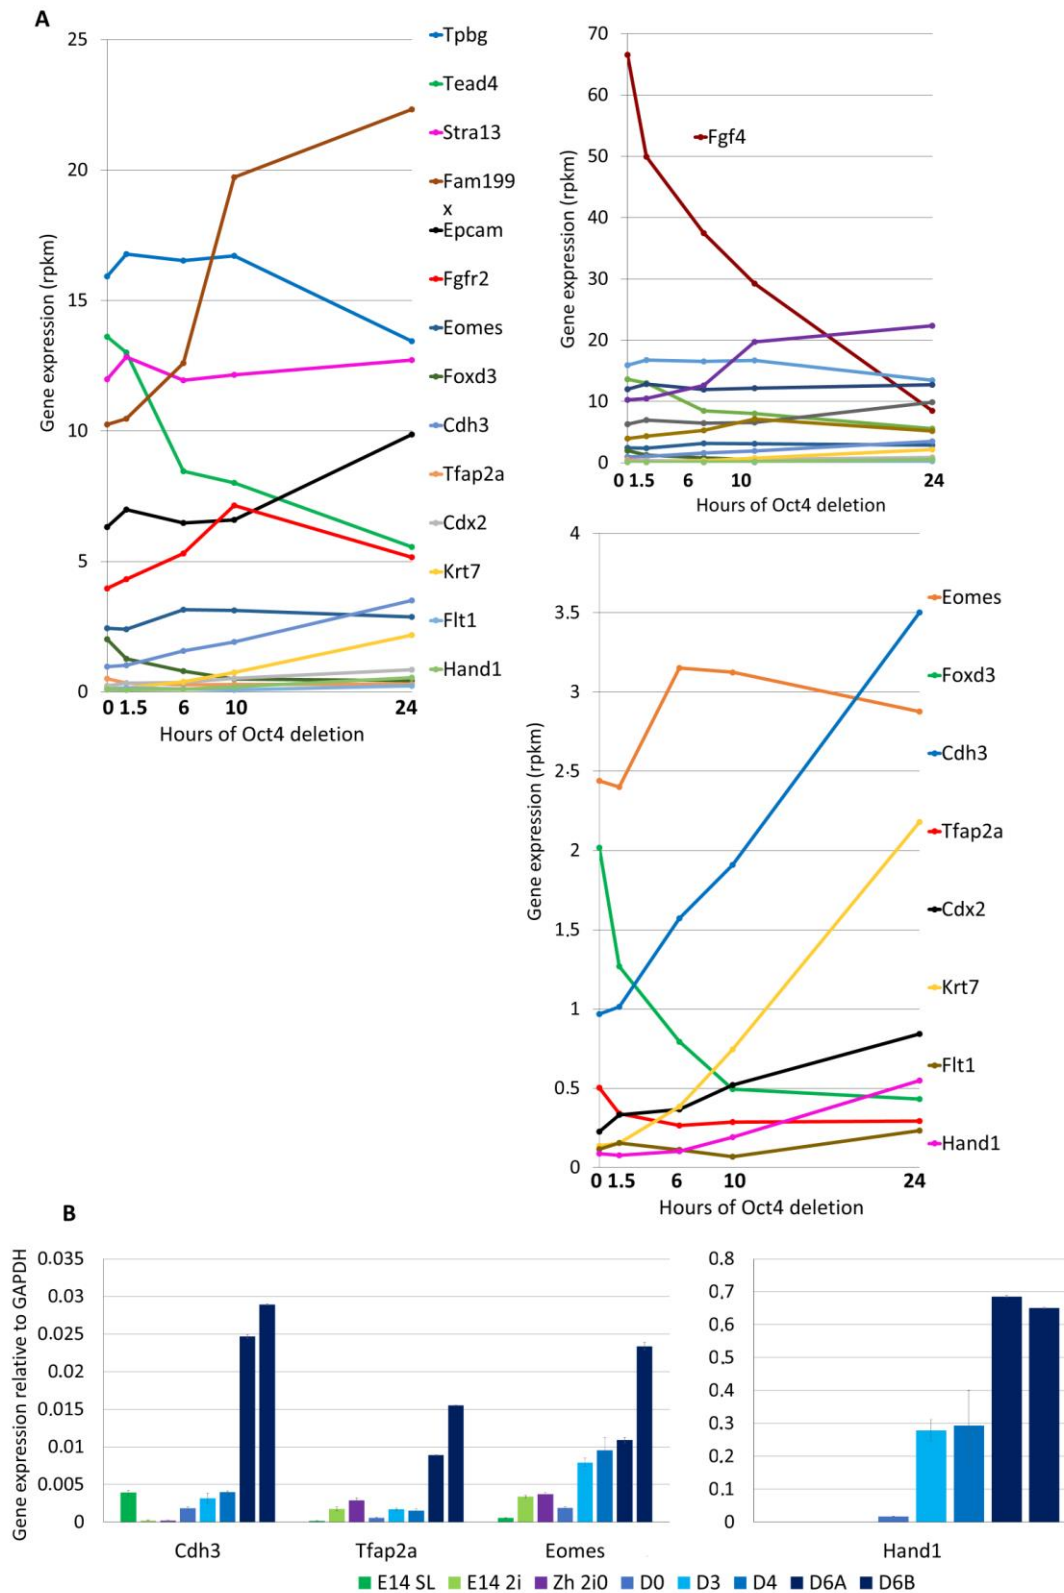 A
25
20
15
10
5
0
Gene expression (rpkm)
0 1.5 6 10 24
Hours of Oct4 deletion
Tpbg
Tead4
Stra13
Fam199
x
Epcam
Fgfr2
Eomes
Foxd3
Cdh3
Tfap2a
Cdx2
Krt7
Flt1
Hand1
70
60
50
40
30
20
10
0
Gene expression (rpkm)
Fgf4
0 1.5 6 10 24
Hours of Oct4 deletion
4
3.5
3
2.5
2
1.5
1
0.5
0
Gene expression (rpkm)
0 1.5 6 10 24
Hours of Oct4 deletion
Eomes
Foxd3
Cdh3
Tfap2a
Cdx2
Krt7
Flt1
Hand1
B
0.035
0.03
0.025
0.02
0.015
0.01
0.005
0
Gene expression relative to GAPDH
Cdh3 Tfap2a Eomes
0.8
0.7
0.6
0.5
0.4
0.3
0.2
0.1
0
Hand1
E14 SL E14 2i Zh 2i0 D0 D3 D4 D6A D6B